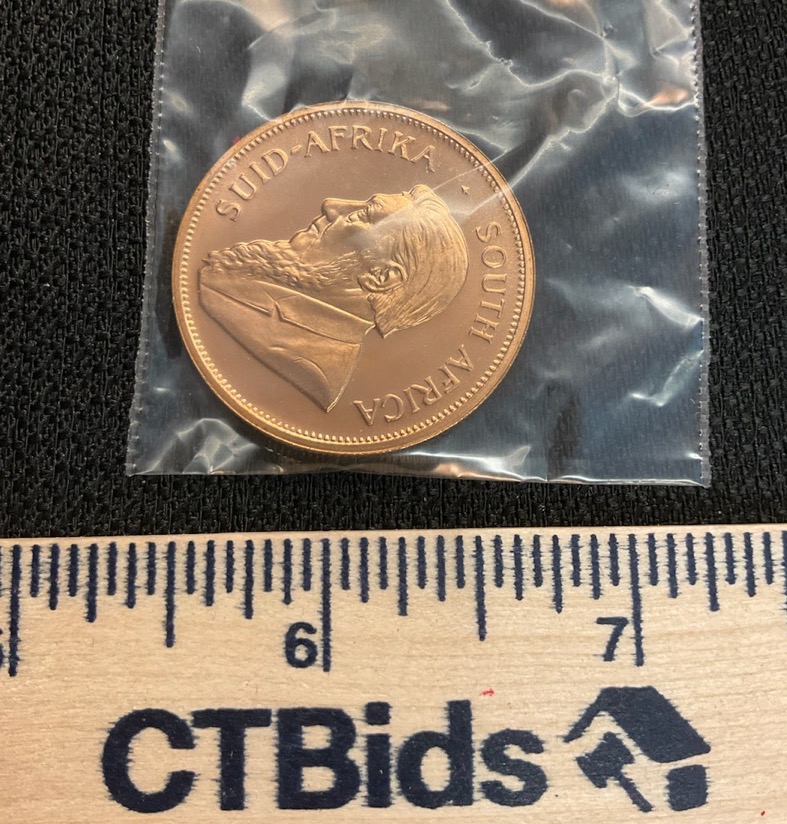 SUID-AFRIKA · SOUTH AFRICA
6 7
CTBids